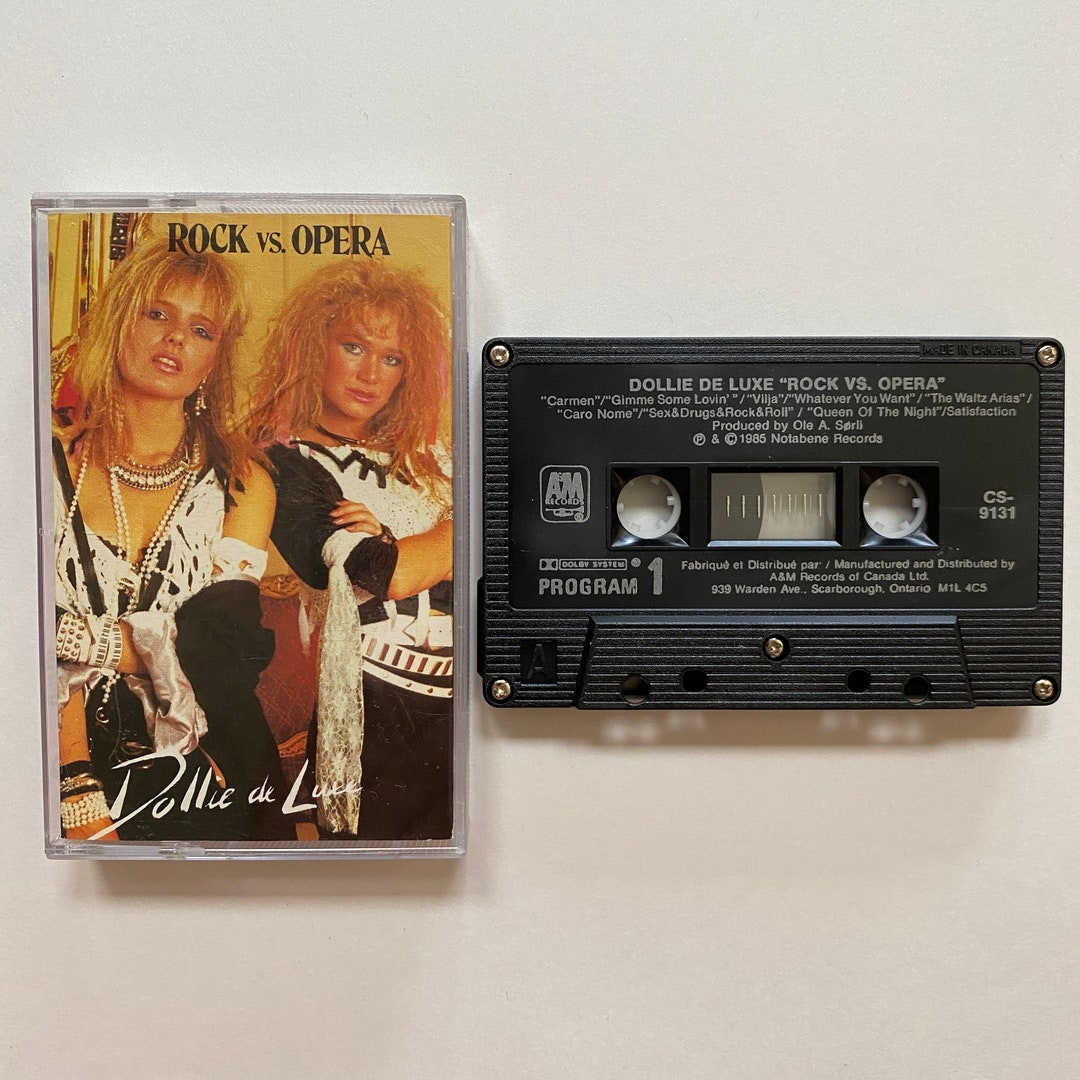 ROCK VS. OPERA
Dollie de Luxe
MADE IN CANADA
DOLLIE DE LUXE "ROCK VS. OPERA"
"Carmen"/"Gimme Some Lovin' "/ "Vilja"/"Whatever You Want"/ "The Waltz Arias" /
"Caro Nome"/"Sex&Drugs&Rock&Roll" / "Queen Of The Night"/Satisfaction
Produced by Ole A. Sørli
℗ & ©1985 Notabene Records
A&M
RECORDS
CS-
9131
DOLBY SYSTEM ®
PROGRAM 1
Fabriqué et Distribué par: / Manufactured and Distributed by
A&M Records of Canada Ltd.
939 Warden Ave., Scarborough, Ontario M1L 4C5
A